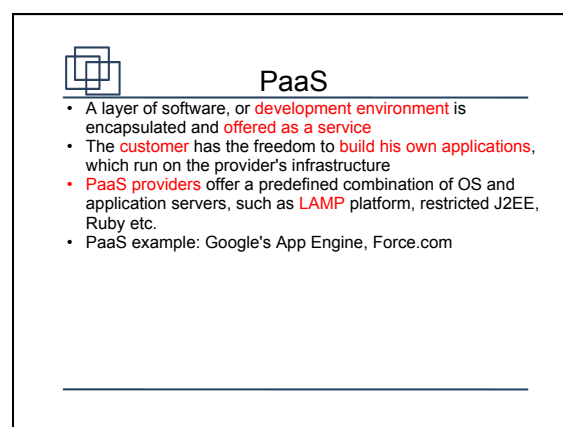 PaaS
• A layer of software, or development environment is
encapsulated and offered as a service
• The customer has the freedom to build his own applications,
which run on the provider's infrastructure
• PaaS providers offer a predefined combination of OS and
application servers, such as LAMP platform, restricted J2EE,
Ruby etc.
• PaaS example: Google's App Engine, Force.com